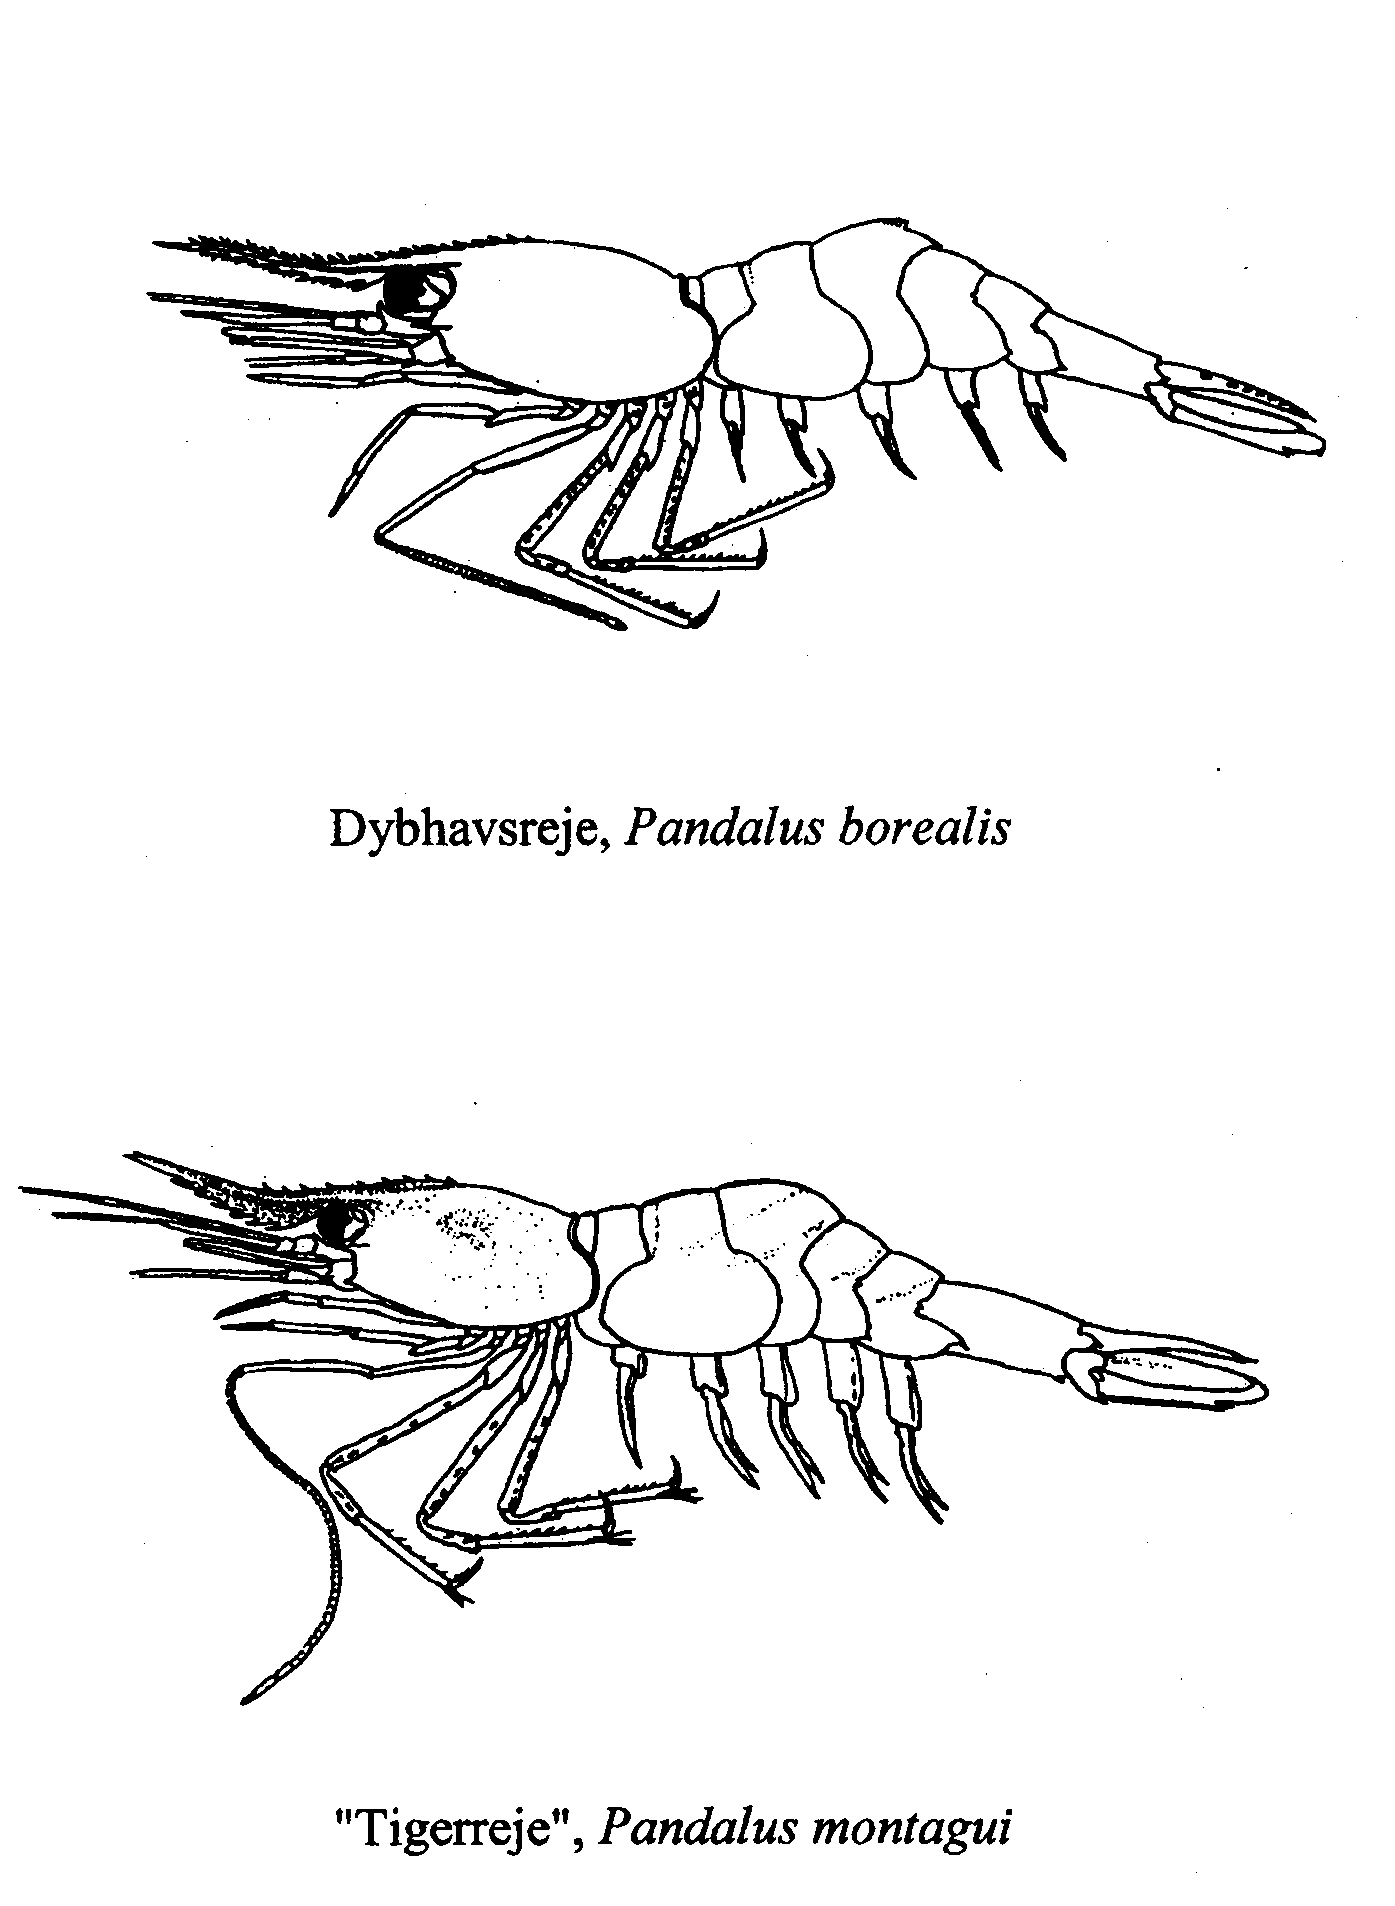 Dybhavsreje, Pandalus borealis
"Tigerreje", Pandalus montagui